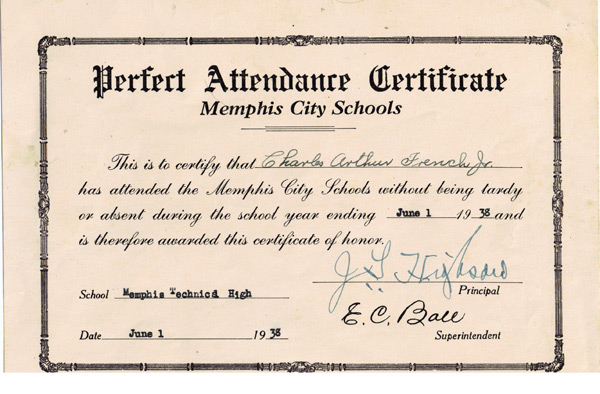 Perfect Attendance Certificate
Memphis City Schools
This is to certify that Charles Arthur French, Jr.
has attended the Memphis City Schools without being tardy
or absent during the school year ending June 1 1938 and
is therefore awarded this certificate of honor.
J L Highsaw
Principal
School Memphis Technical High
E. C. Ball
Superintendent
Date June 1 1938